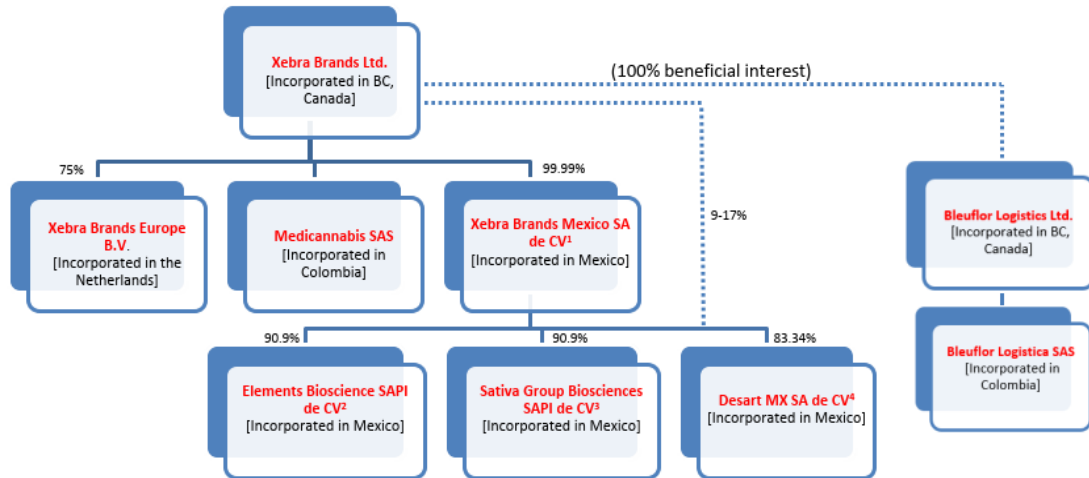 Xebra Brands Ltd.
[Incorporated in BC,
Canada]
(100% beneficial interest)
75%
99.99%
9-17%
Xebra Brands Europe
B.V.
[Incorporated in the
Netherlands]
Medicannabis SAS
[Incorporated in
Colombia]
Xebra Brands Mexico SA
de CV¹
[Incorporated in Mexico]
Bleuflor Logistics Ltd.
[Incorporated in BC,
Canada]
90.9%
90.9%
83.34%
Elements Bioscience SAPI
de CV²
[Incorporated in Mexico]
Sativa Group Biosciences
SAPI de CV³
[Incorporated in Mexico]
Desart MX SA de CV⁴
[Incorporated in Mexico]
Bleuflor Logistica SAS
[Incorporated in
Colombia]